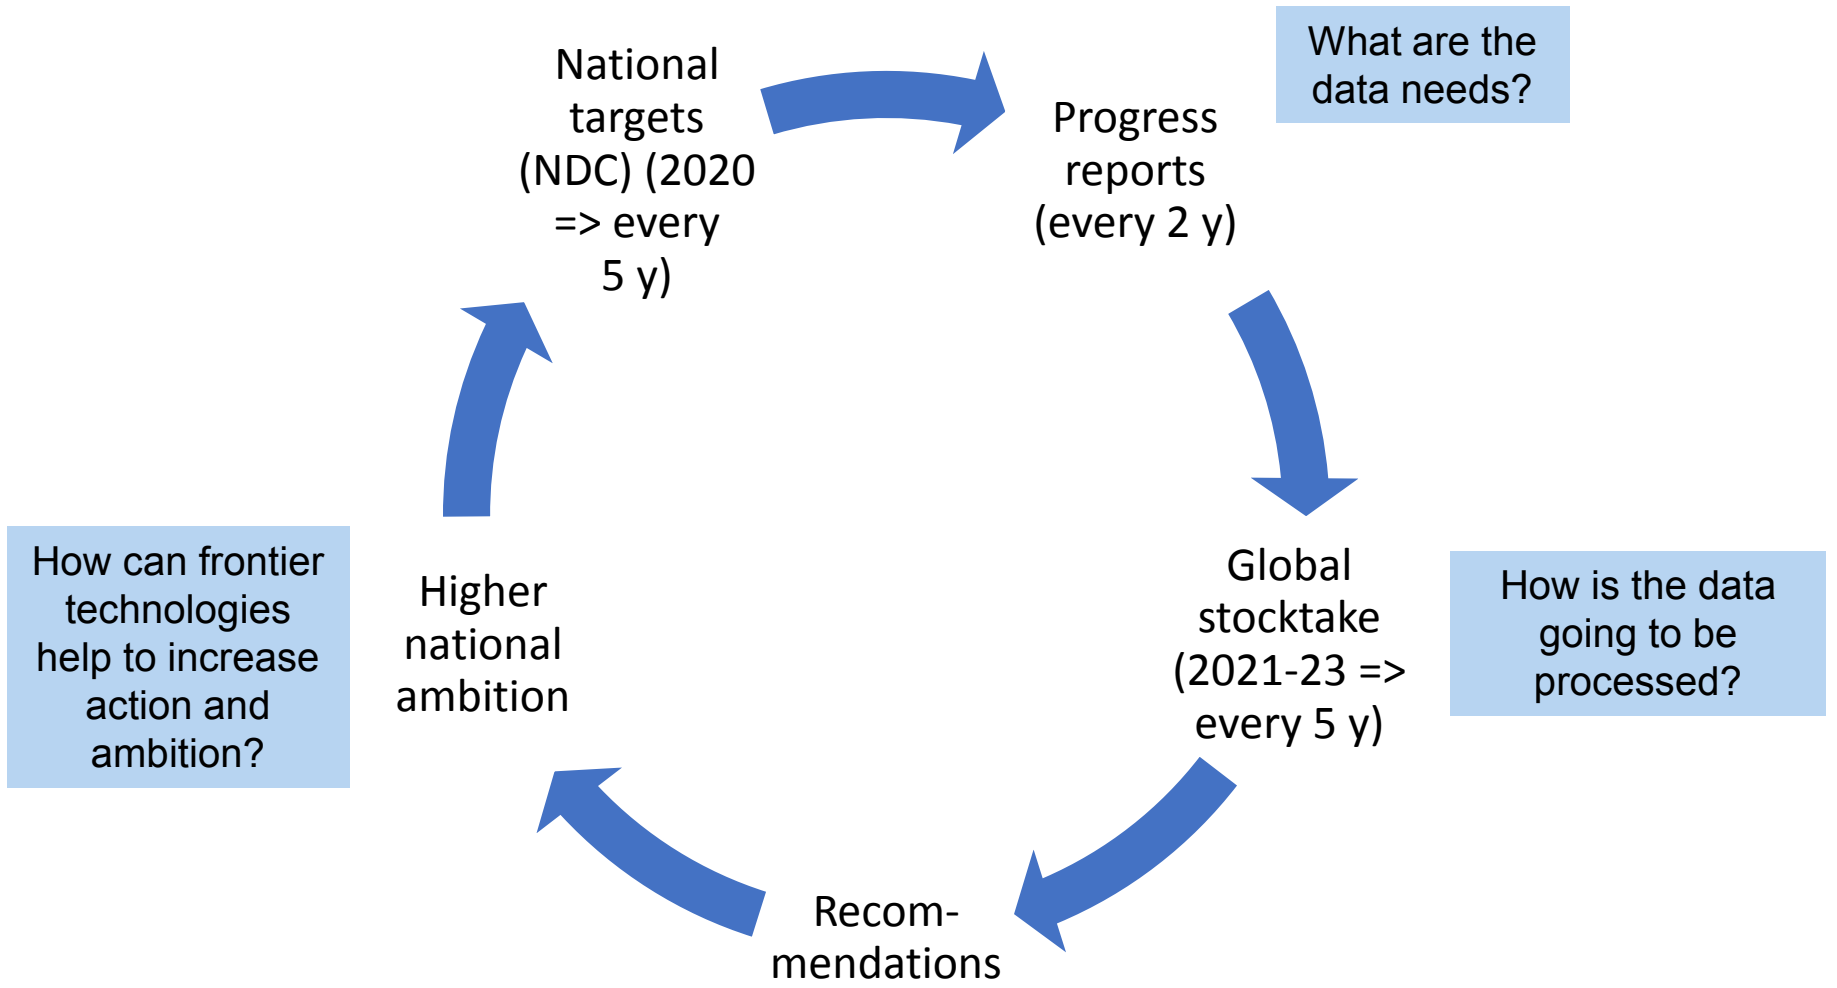 National
targets
(NDC) (2020
=> every
5 y)
What are the
data needs?
Progress
reports
(every 2 y)
Global
stocktake
(2021-23 =>
every 5 y)
How is the data
going to be
processed?
Recom-
mendations
Higher
national
ambition
How can frontier
technologies
help to increase
action and
ambition?